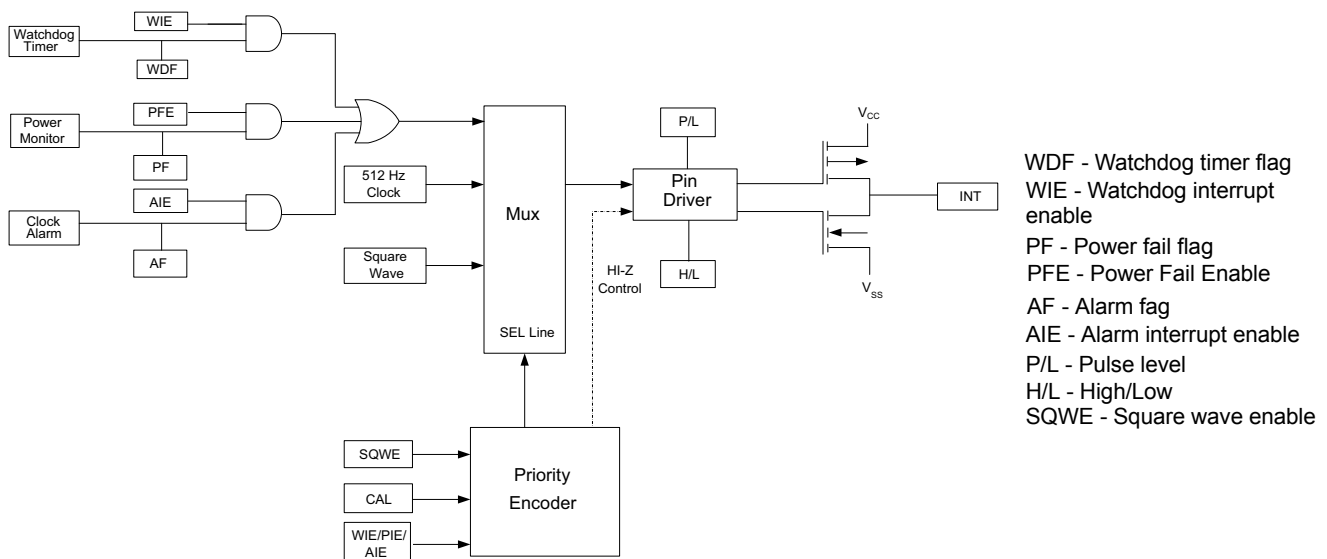 WIE
Watchdog
Timer
WDF
PFE
Power
Monitor
PF
AIE
Clock
Alarm
AF
512 Hz
Clock
Square
Wave
Mux
SEL Line
P/L
Pin
Driver
H/L
HI-Z
Control
VCC
INT
VSS
SQWE
CAL
WIE/PIE/
AIE
Priority
Encoder
WDF - Watchdog timer flag
WIE - Watchdog interrupt
enable
PF - Power fail flag
PFE - Power Fail Enable
AF - Alarm fag
AIE - Alarm interrupt enable
P/L - Pulse level
H/L - High/Low
SQWE - Square wave enable